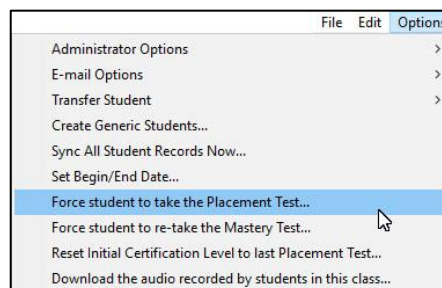 File Edit Options
Administrator Options
E-mail Options
Transfer Student
Create Generic Students...
Sync All Student Records Now...
Set Begin/End Date...
Force student to take the Placement Test...
Force student to re-take the Mastery Test...
Reset Initial Certification Level to last Placement Test...
Download the audio recorded by students in this class...